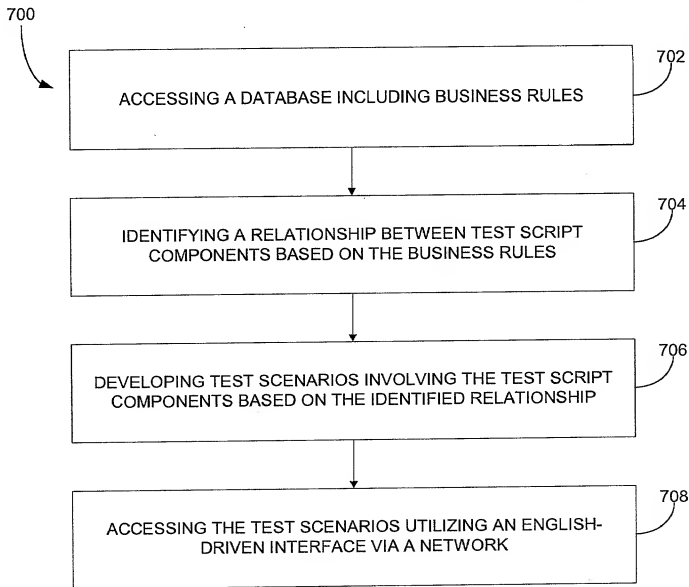 700
702
ACCESSING A DATABASE INCLUDING BUSINESS RULES
704
IDENTIFYING A RELATIONSHIP BETWEEN TEST SCRIPT
COMPONENTS BASED ON THE BUSINESS RULES
706
DEVELOPING TEST SCENARIOS INVOLVING THE TEST SCRIPT
COMPONENTS BASED ON THE IDENTIFIED RELATIONSHIP
708
ACCESSING THE TEST SCENARIOS UTILIZING AN ENGLISH-
DRIVEN INTERFACE VIA A NETWORK